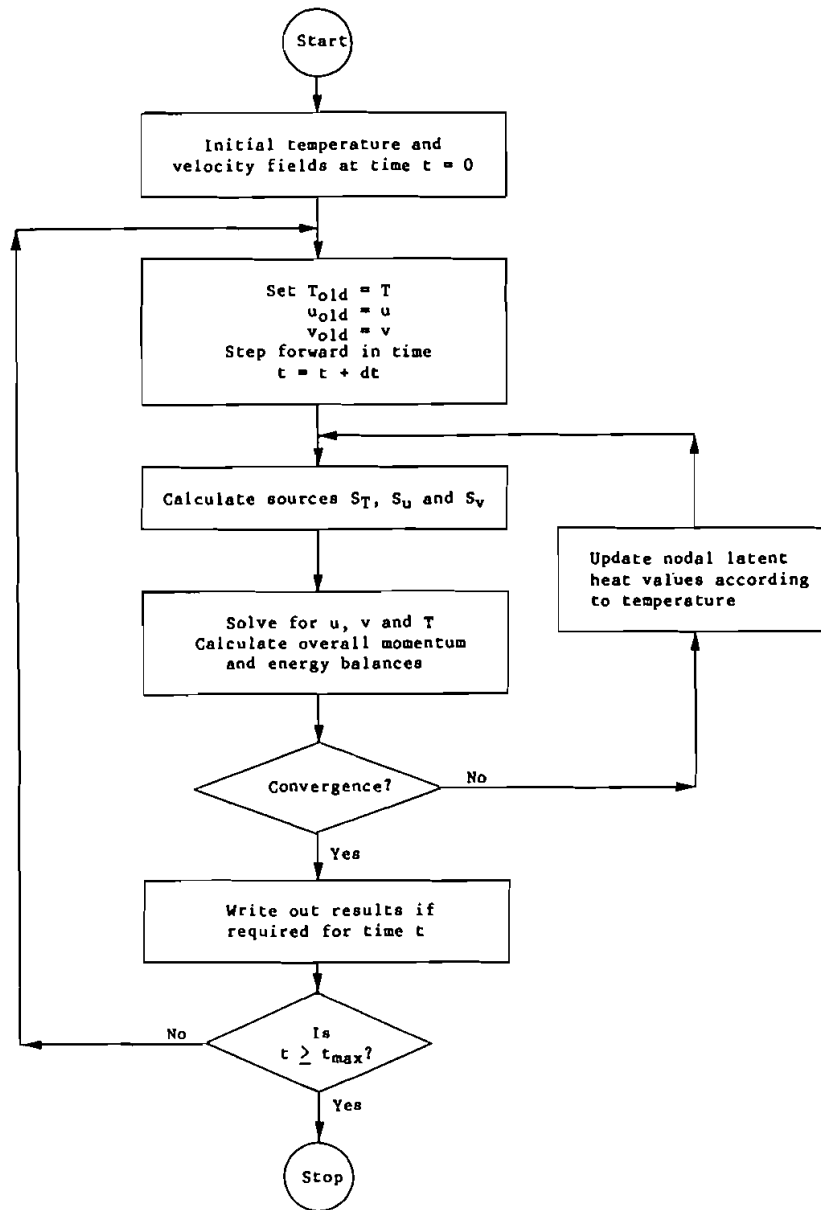 Start
Initial temperature and
velocity fields at time t = 0
Set T_old = T
u_old = u
v_old = v
Step forward in time
t = t + dt
Calculate sources S_T, S_u and S_v
Update nodal latent
heat values according
to temperature
Solve for u, v and T
Calculate overall momentum
and energy balances
Convergence?
No
Yes
Write out results if
required for time t
No
Is
t ≥ t_max?
Yes
Stop